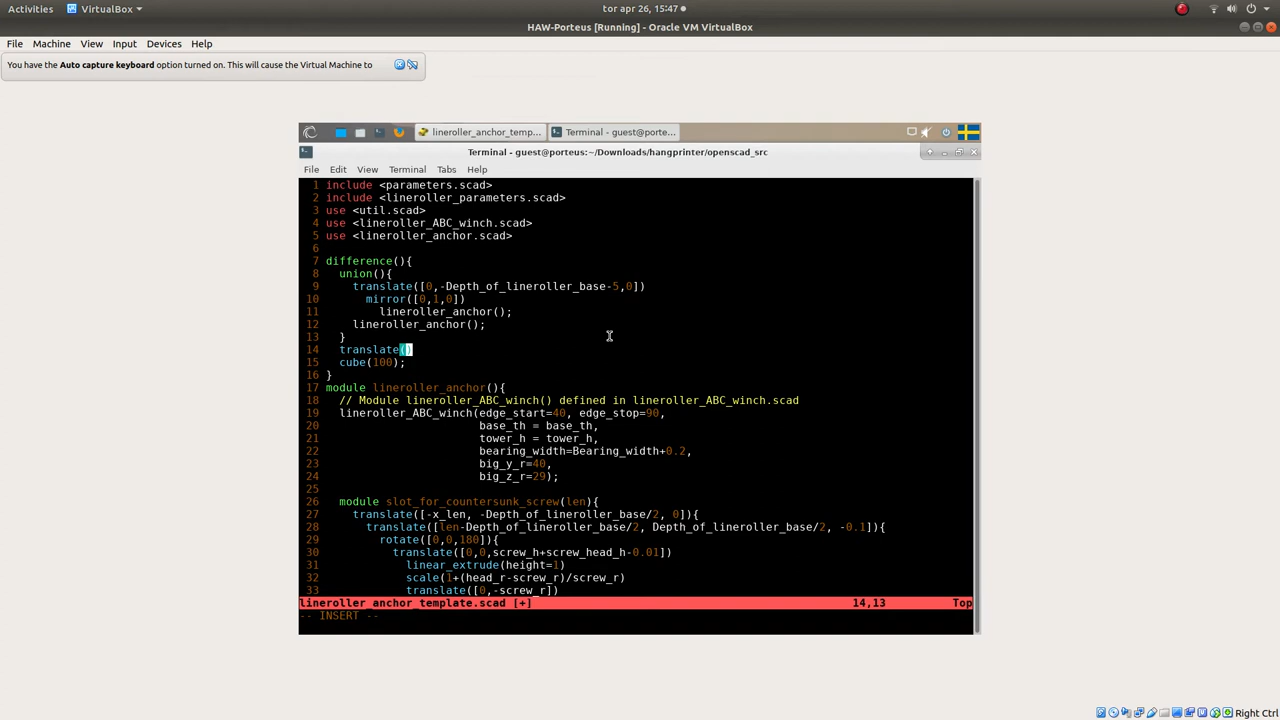 Activities VirtualBox tor apr 26, 15:47
HAW-Porteus [Running] - Oracle VM VirtualBox
File Machine View Input Devices Help
You have the Auto capture keyboard option turned on. This will cause the Virtual Machine to
lineroller_anchor_temp... Terminal - guest@porte...
Terminal - guest@porteus:~/Downloads/hangprinter/openscad_src
File Edit View Terminal Tabs Help
1 include <parameters.scad>
2 include <lineroller_parameters.scad>
3 use <util.scad>
4 use <lineroller_ABC_winch.scad>
5 use <lineroller_anchor.scad>
6
7 difference(){
8   union(){
9     translate([0,-Depth_of_lineroller_base-5,0])
10       mirror([0,1,0])
11         lineroller_anchor();
12     lineroller_anchor();
13   }
14   translate()
15   cube(100);
16 }
17 module lineroller_anchor(){
18   // Module lineroller_ABC_winch() defined in lineroller_ABC_winch.scad
19   lineroller_ABC_winch(edge_start=40, edge_stop=90,
20                        base_th = base_th,
21                        tower_h = tower_h,
22                        bearing_width=Bearing_width+0.2,
23                        big_y_r=40,
24                        big_z_r=29);
25
26   module slot_for_countersunk_screw(len){
27     translate([-x_len, -Depth_of_lineroller_base/2, 0]){
28       translate([len-Depth_of_lineroller_base/2, Depth_of_lineroller_base/2, -0.1]){
29         rotate([0,0,180]){
30           translate([0,0,screw_h+screw_head_h-0.01])
31             linear_extrude(height=1)
32             scale(1+(head_r-screw_r)/screw_r)
33             translate([0,-screw_r])
lineroller_anchor_template.scad [+] 14,13 Top
-- INSERT --
Right Ctrl